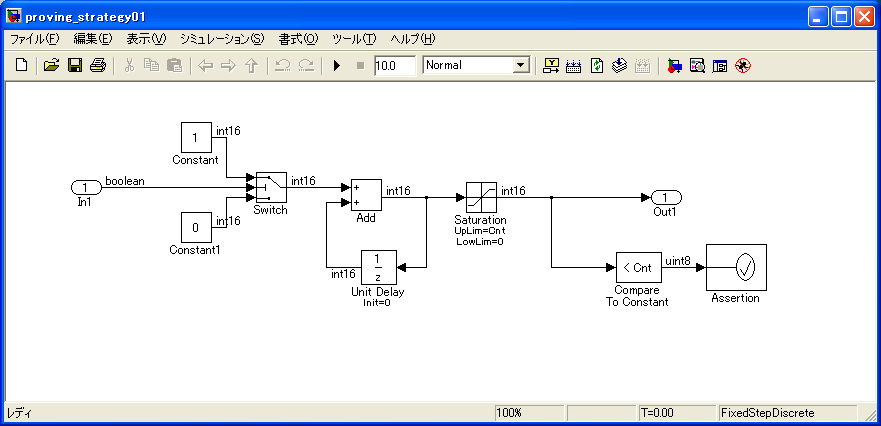 proving_strategy01
ファイル(F) 編集(E) 表示(V) シミュレーション(S) 書式(O) ツール(T) ヘルプ(H)
10.0 Normal
1 int16
Constant
boolean
1
In1
int16
Switch
0 int16
Constant1
+
+
int16
Add
int16
Saturation
UpLim=Cnt
LowLim=0
1
Out1
1
z
int16
Unit Delay
Init=0
< Cnt
uint8
Compare
To Constant
Assertion
レディ 100% T=0.00 FixedStepDiscrete